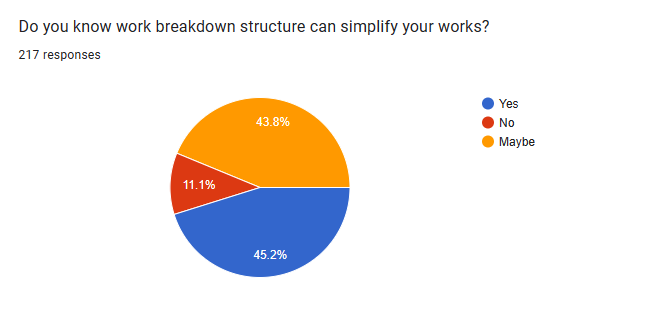 Do you know work breakdown structure can simplify your works?
217 responses
43.8%
Yes
No
Maybe
11.1%
45.2%